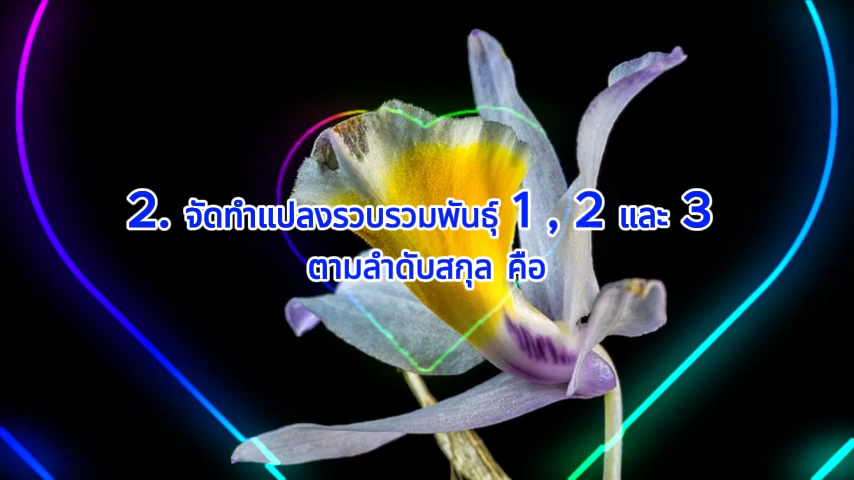 2. จัดทำแปลงรวบรวมพันธุ์ 1 , 2 และ 3
ตามลำดับสกุล คือ